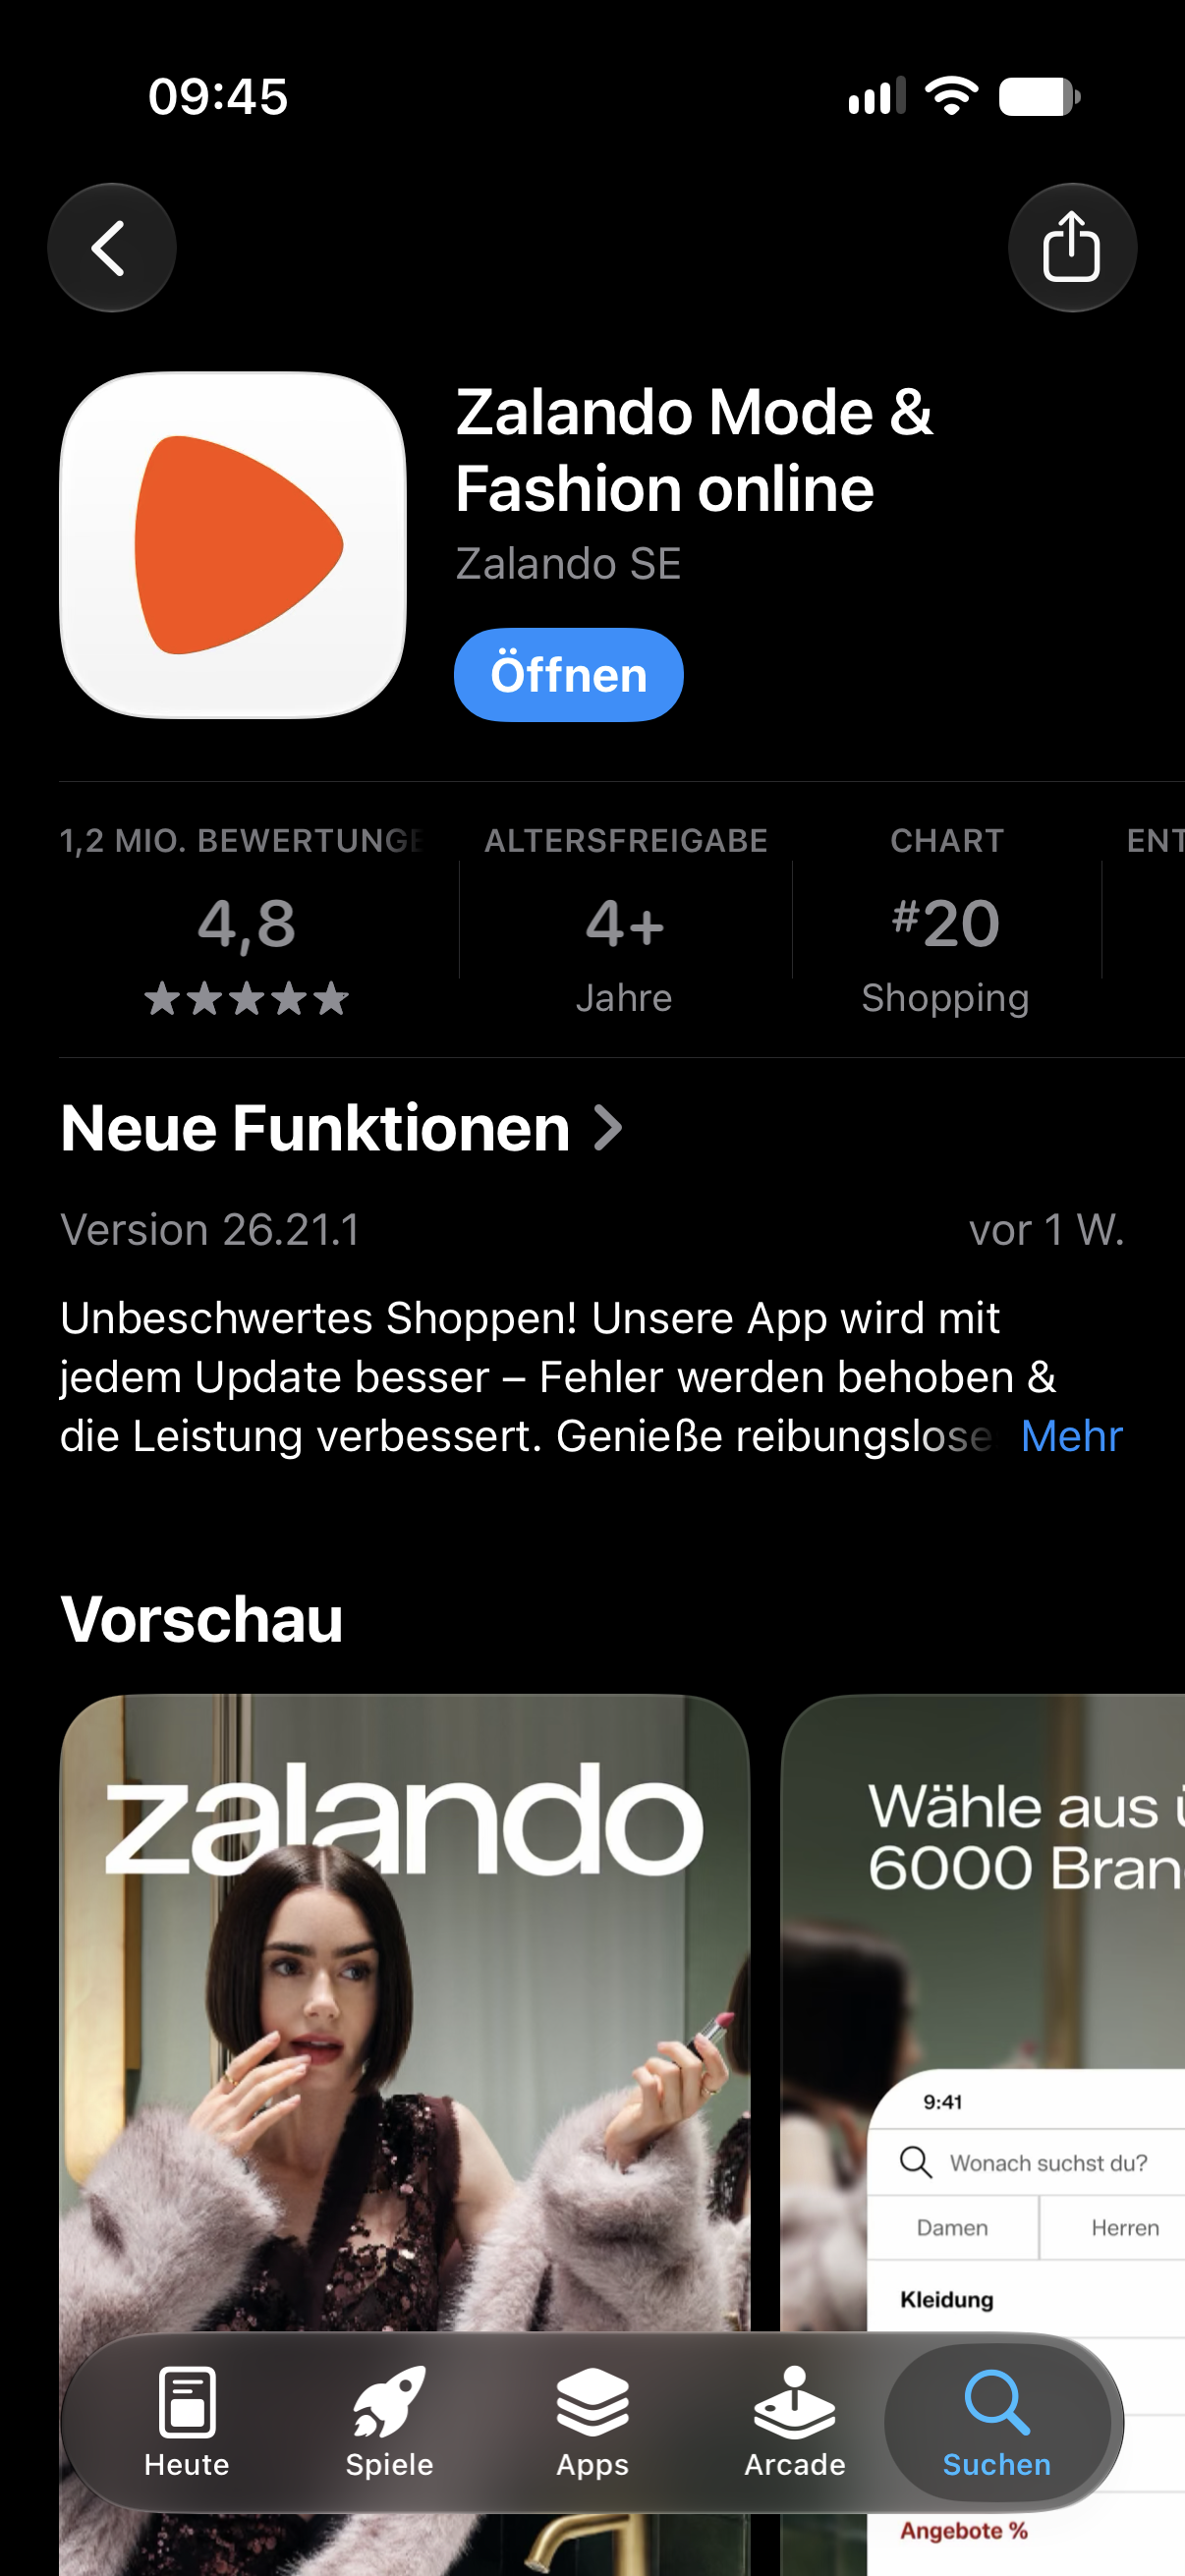 09:45
Zalando Mode &
Fashion online
Zalando SE
Öffnen
1,2 MIO. BEWERTUNGE
ALTERSFREIGABE
CHART
ENT
4,8
4+
#20
Jahre
Shopping
Neue Funktionen
Version 26.21.1
vor 1 W.
Unbeschwertes Shoppen! Unsere App wird mit
jedem Update besser – Fehler werden behoben &
die Leistung verbessert. Genieße reibungslose Mehr
Vorschau
zalando
Wähle aus ü
6000 Bran
9:41
Wonach suchst du?
Damen
Herren
Kleidung
Heute
Spiele
Apps
Arcade
Suchen
Angebote %